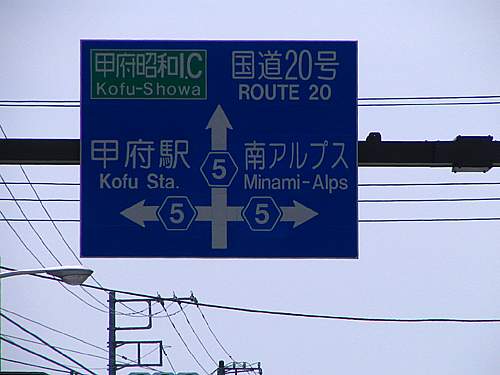 甲府昭和I.C
Kofu-Showa
国道20号
ROUTE 20
甲府駅
Kofu Sta.
5
南アルプス
Minami-Alps
5
5